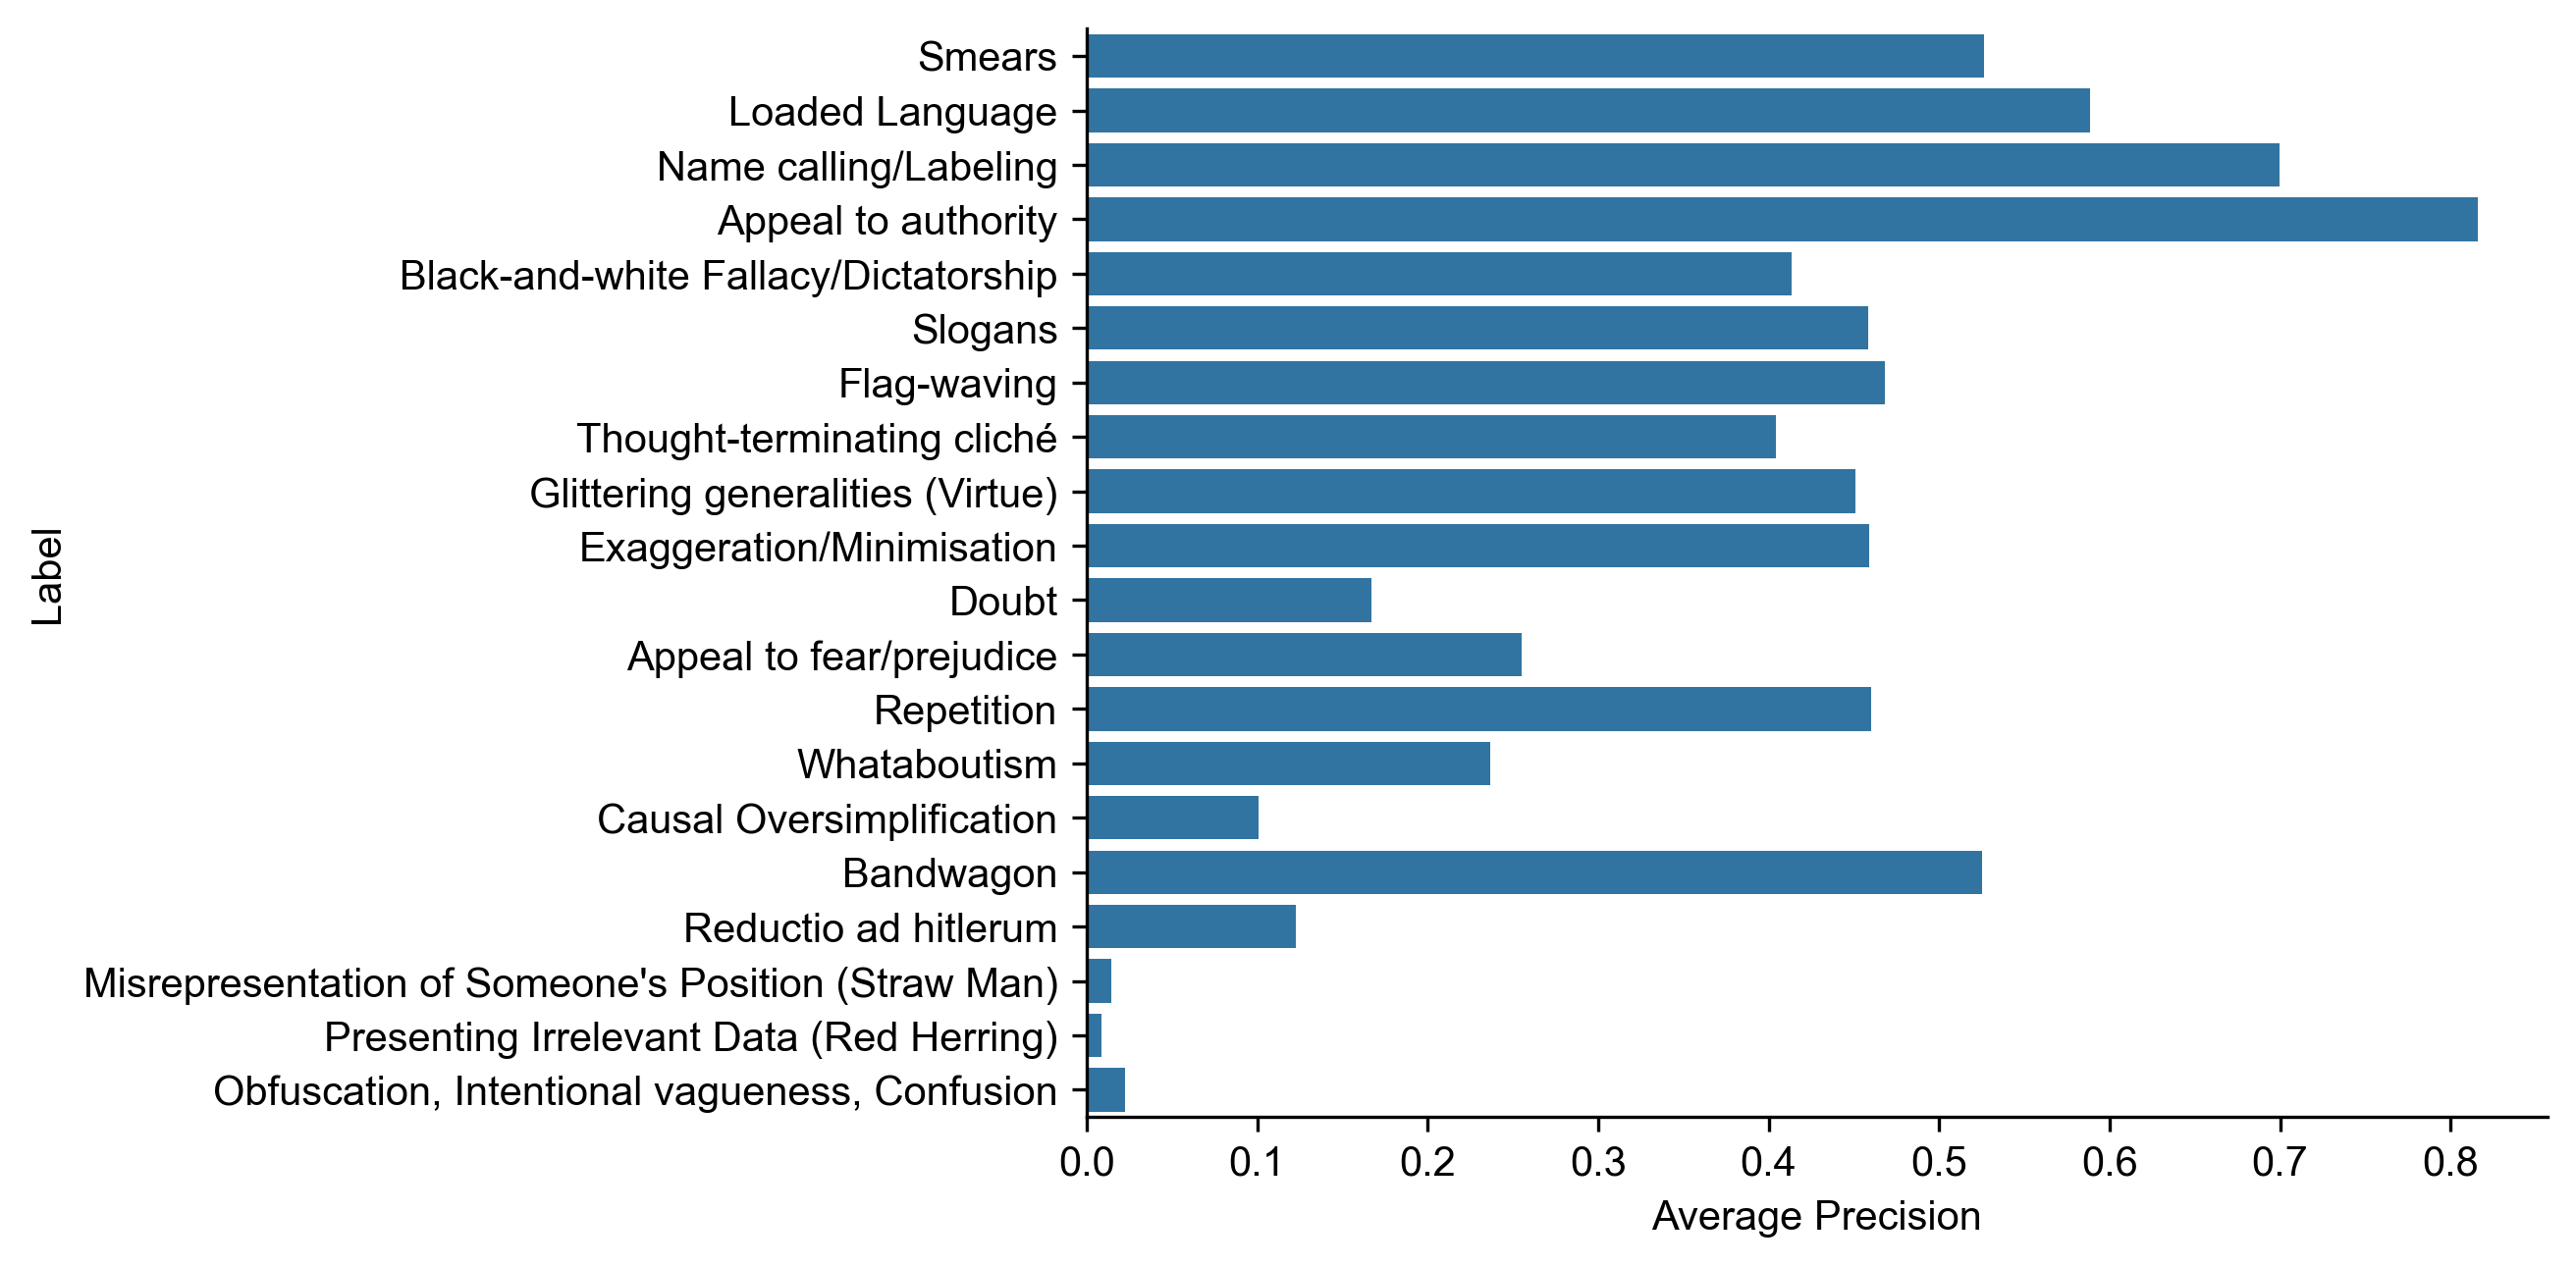 Smears
Loaded Language
Name calling/Labeling
Appeal to authority
Black-and-white Fallacy/Dictatorship
Slogans
Flag-waving
Thought-terminating cliché
Glittering generalities (Virtue)
Exaggeration/Minimisation
Doubt
Appeal to fear/prejudice
Repetition
Whataboutism
Causal Oversimplification
Bandwagon
Reductio ad hitlerum
Misrepresentation of Someone's Position (Straw Man)
Presenting Irrelevant Data (Red Herring)
Obfuscation, Intentional vagueness, Confusion
Label
0.0 0.1 0.2 0.3 0.4 0.5 0.6 0.7 0.8
Average Precision